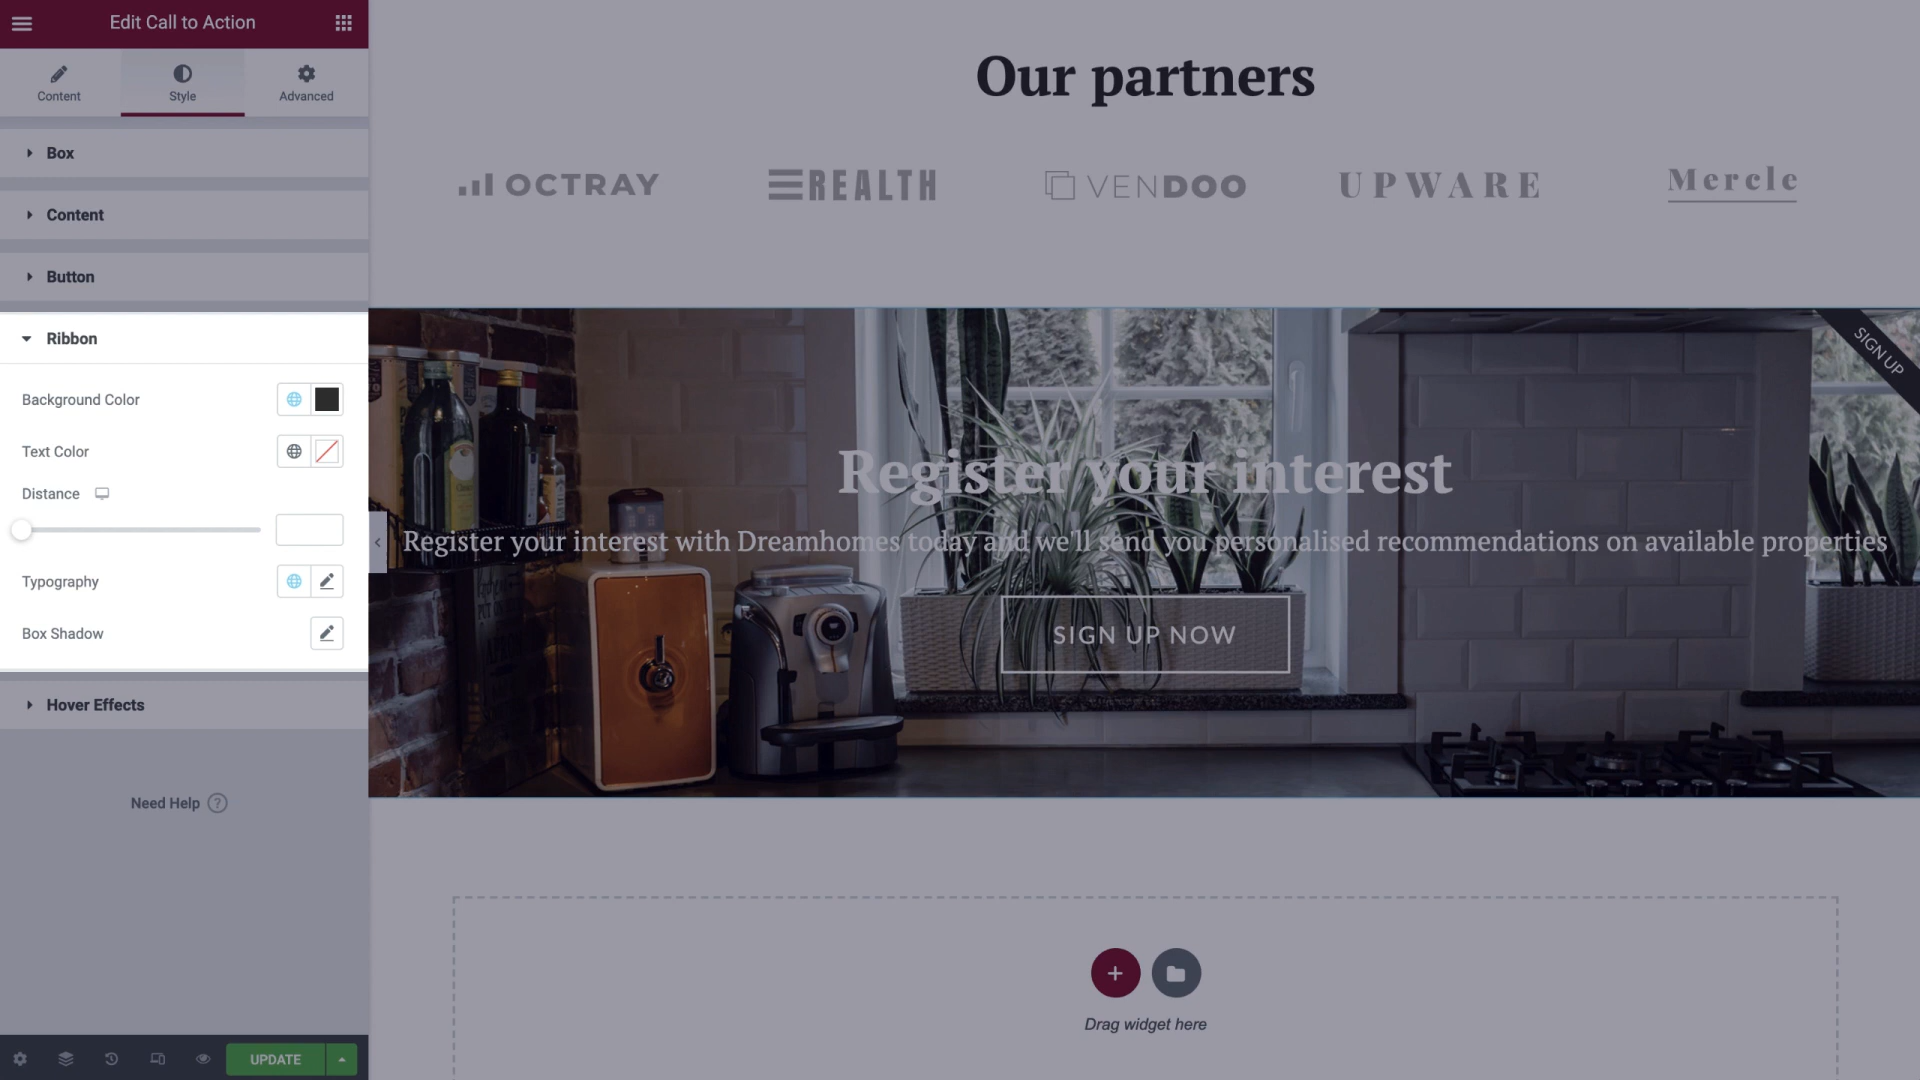 Edit Call to Action
Content
Style
Advanced
Box
Content
Button
Ribbon
Background Color
Text Color
Distance
Typography
Box Shadow
Hover Effects
Need Help ?
UPDATE
Our partners
OCTRAY
REALTH
VENDOO
UPWARE
Mercle
SIGN UP
Register your interest
Register your interest with Dreamhomes today and we'll send you personalised recommendations on available properties
SIGN UP NOW
Drag widget here